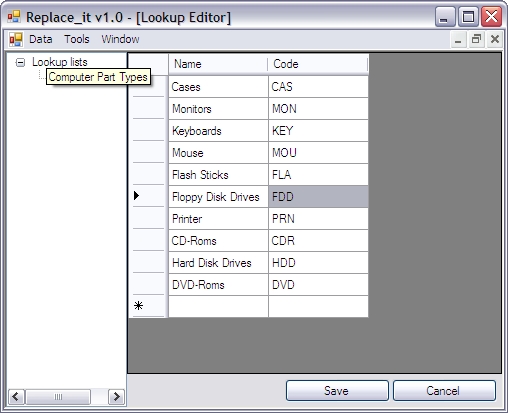 Replace_it v1.0 - [Lookup Editor]
Data Tools Window
Lookup lists
Computer Part Types
Name Code
Cases CAS
Monitors MON
Keyboards KEY
Mouse MOU
Flash Sticks FLA
Floppy Disk Drives FDD
Printer PRN
CD-Roms CDR
Hard Disk Drives HDD
DVD-Roms DVD
Save Cancel